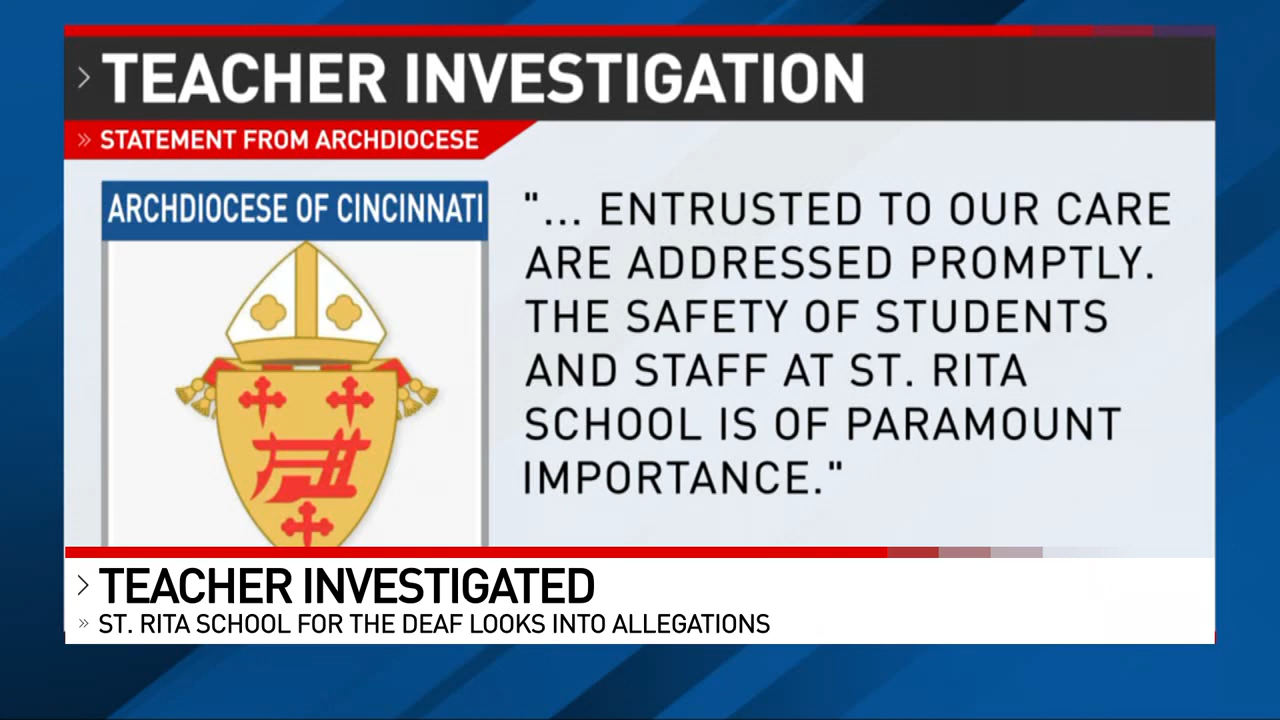 > TEACHER INVESTIGATION
» STATEMENT FROM ARCHDIOCESE
ARCHDIOCESE OF CINCINNATI
"... ENTRUSTED TO OUR CARE
ARE ADDRESSED PROMPTLY.
THE SAFETY OF STUDENTS
AND STAFF AT ST. RITA
SCHOOL IS OF PARAMOUNT
IMPORTANCE."
> TEACHER INVESTIGATED
» ST. RITA SCHOOL FOR THE DEAF LOOKS INTO ALLEGATIONS